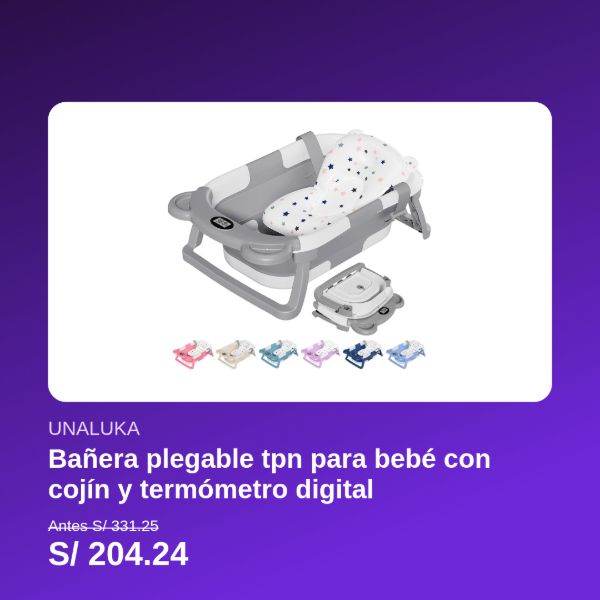 UNALUKA
Bañera plegable tpn para bebé con
cojín y termómetro digital
Antes S/ 331.25
S/ 204.24